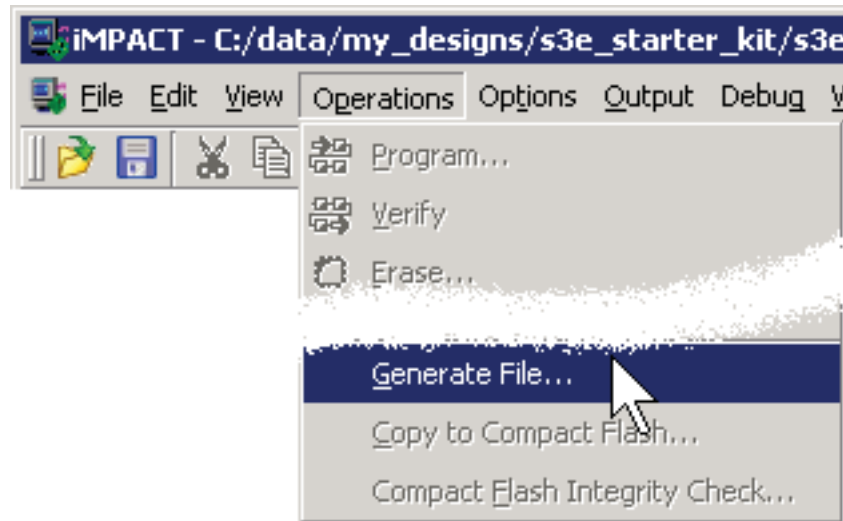 iMPACT - C:/data/my_designs/s3e_starter_kit/s3e
File Edit View Operations Options Output Debug
Program...
Verify
Erase...
Generate File...
Copy to Compact Flash...
Compact Flash Integrity Check...